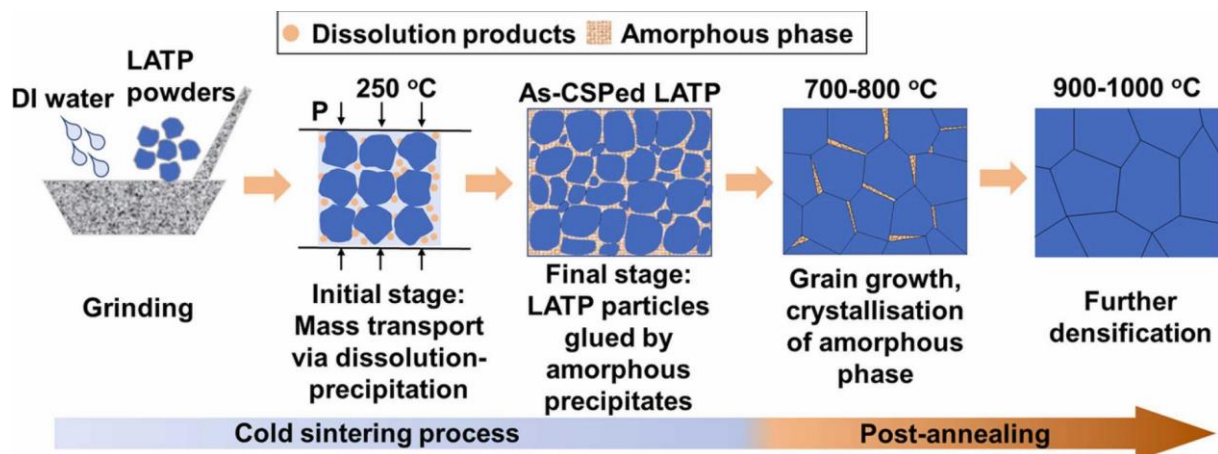 Dissolution products
Amorphous phase
LATP
powders
DI water
Grinding
250 °C
P
Initial stage:
Mass transport
via dissolution-
precipitation
As-CSPed LATP
Final stage:
LATP particles
glued by
amorphous
precipitates
700-800 °C
Grain growth,
crystallisation
of amorphous
phase
900-1000 °C
Further
densification
Cold sintering process
Post-annealing